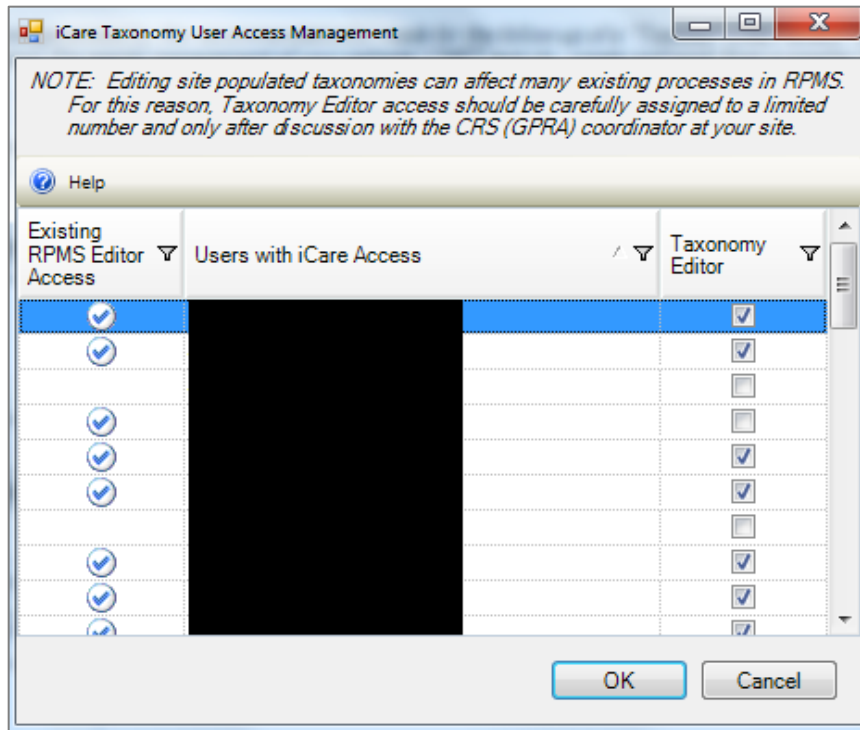 iCare Taxonomy User Access Management
NOTE: Editing site populated taxonomies can affect many existing processes in RPMS.
For this reason, Taxonomy Editor access should be carefully assigned to a limited
number and only after discussion with the CRS (GPRA) coordinator at your site.
Help
Existing
RPMS Editor
Access
Users with iCare Access
Taxonomy
Editor
OK
Cancel